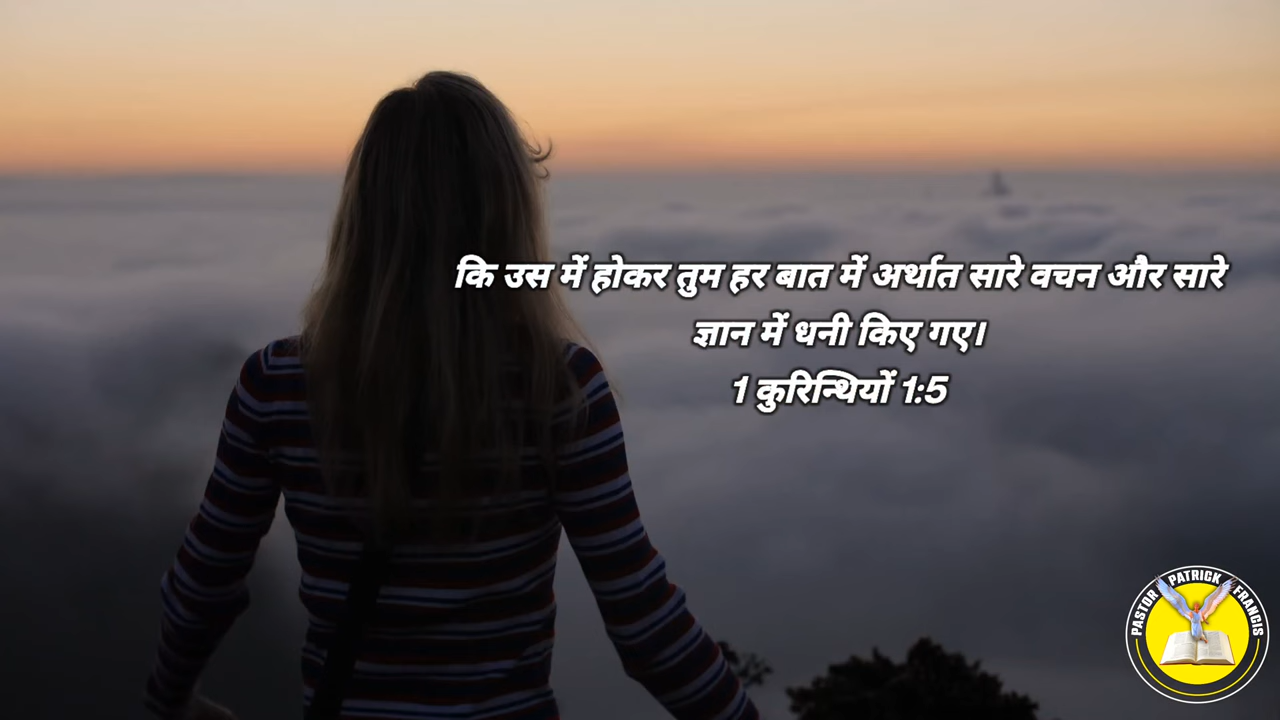 कि उस में होकर तुम हर बात में अर्थात सारे वचन और सारे
ज्ञान में धनी किए गए।
1 कुरिन्थियों 1:5
PASTOR PATRICK FRANCIS